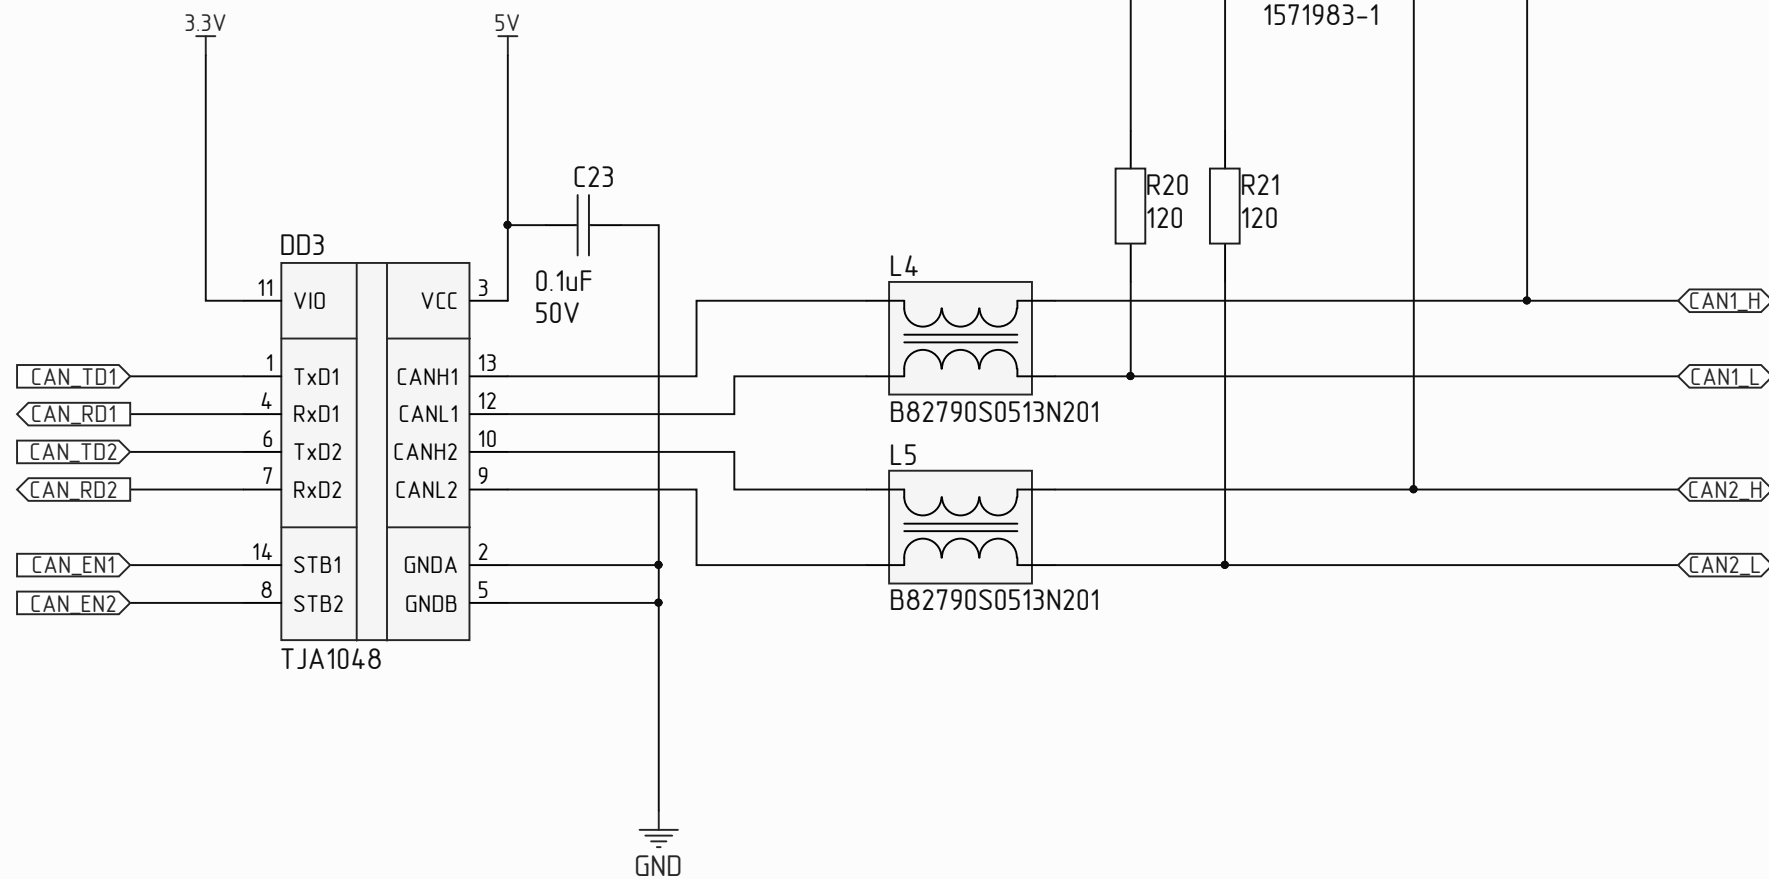 1571983-1
3.3V
5V
C23
0.1uF
50V
R20
120
R21
120
DD3
11
VIO
VCC
3
CAN_TD1
1
TxD1
CANH1
13
CAN_RD1
4
RxD1
CANL1
12
CAN_TD2
6
TxD2
CANH2
10
CAN_RD2
7
RxD2
CANL2
9
CAN_EN1
14
STB1
GNDA
2
CAN_EN2
8
STB2
GNDB
5
TJA1048
L4
B82790S0513N201
L5
B82790S0513N201
CAN1_H
CAN1_L
CAN2_H
CAN2_L
GND